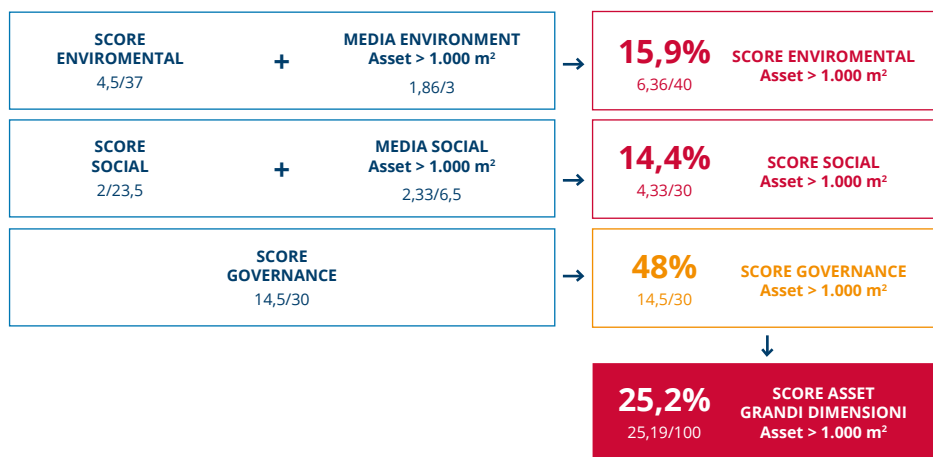 SCORE
ENVIROMENTAL
4,5/37
+
MEDIA ENVIRONMENT
Asset > 1.000 m²
1,86/3
→
15,9%
6,36/40
SCORE ENVIROMENTAL
Asset > 1.000 m²
SCORE
SOCIAL
2/23,5
+
MEDIA SOCIAL
Asset > 1.000 m²
2,33/6,5
→
14,4%
4,33/30
SCORE SOCIAL
Asset > 1.000 m²
SCORE
GOVERNANCE
14,5/30
→
48%
14,5/30
SCORE GOVERNANCE
Asset > 1.000 m²
↓
25,2%
25,19/100
SCORE ASSET
GRANDI DIMENSIONI
Asset > 1.000 m²